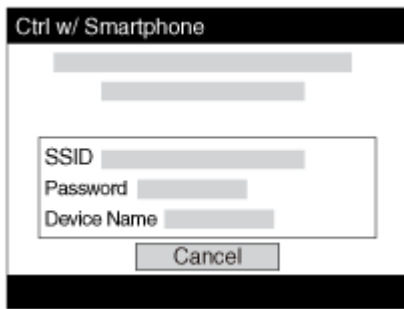 Ctrl w/ Smartphone
SSID
Password
Device Name
Cancel